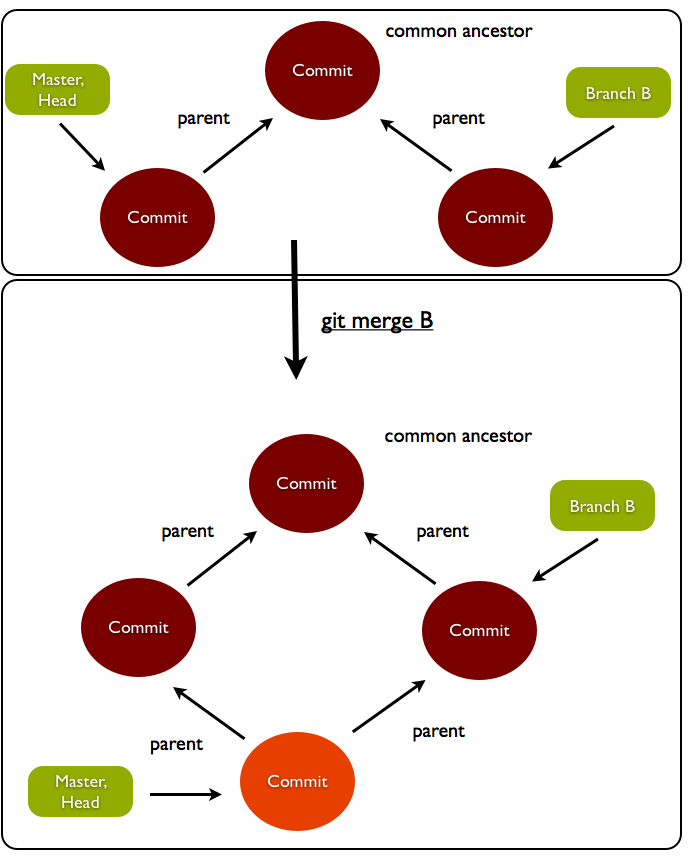 common ancestor
Commit
Master,
Head
Branch B
parent
parent
Commit
Commit
git merge B
common ancestor
Commit
Branch B
parent
parent
Commit
Commit
parent
parent
Master,
Head
Commit